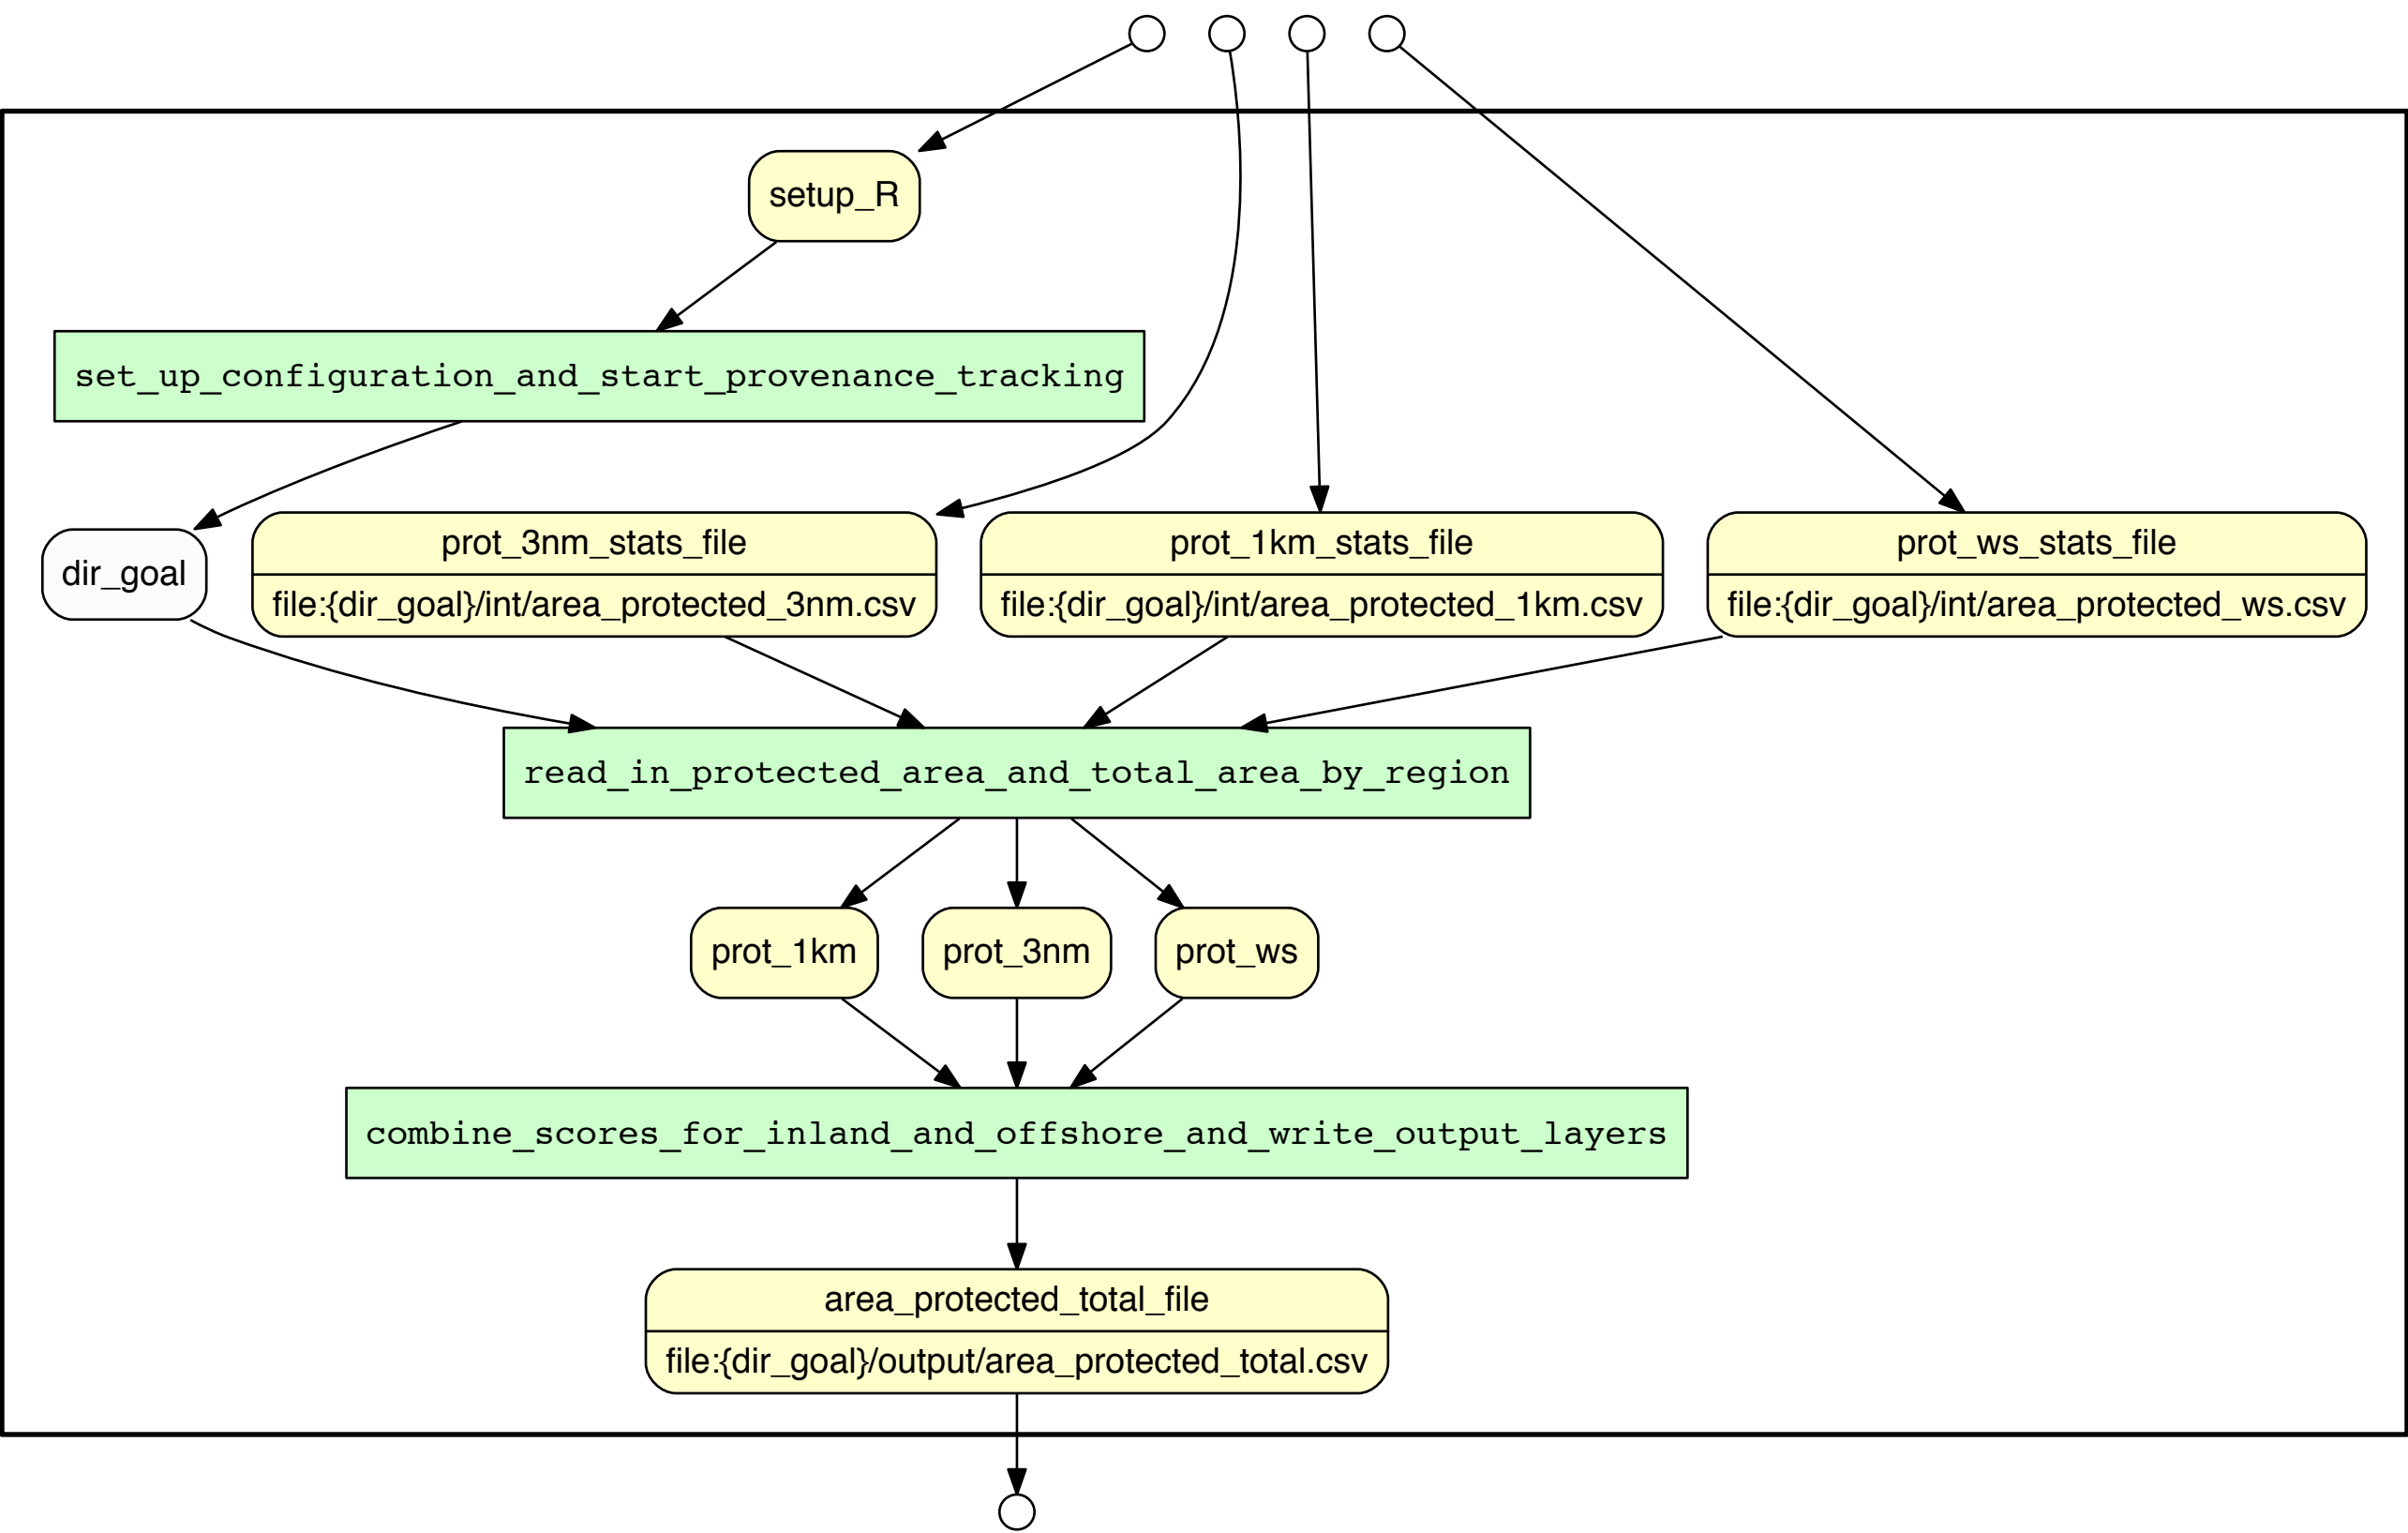 setup_R
set_up_configuration_and_start_provenance_tracking
dir_goal
prot_3nm_stats_file
file:{dir_goal}/int/area_protected_3nm.csv
prot_1km_stats_file
file:{dir_goal}/int/area_protected_1km.csv
prot_ws_stats_file
file:{dir_goal}/int/area_protected_ws.csv
read_in_protected_area_and_total_area_by_region
prot_1km
prot_3nm
prot_ws
combine_scores_for_inland_and_offshore_and_write_output_layers
area_protected_total_file
file:{dir_goal}/output/area_protected_total.csv